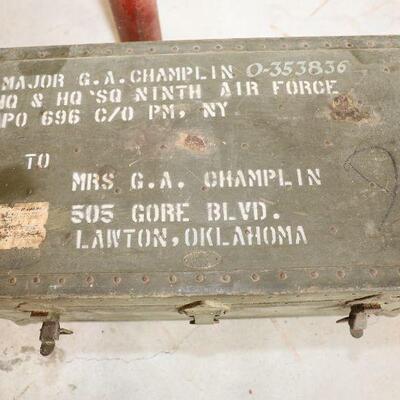 MAJOR G.A. CHAMPLIN O-353836
HQ & HQ SQ NINTH AIR FORCE
PO 696 C/O PM, NY
TO
MRS G.A. CHAMPLIN
505 GORE BLVD.
LAWTON, OKLAHOMA